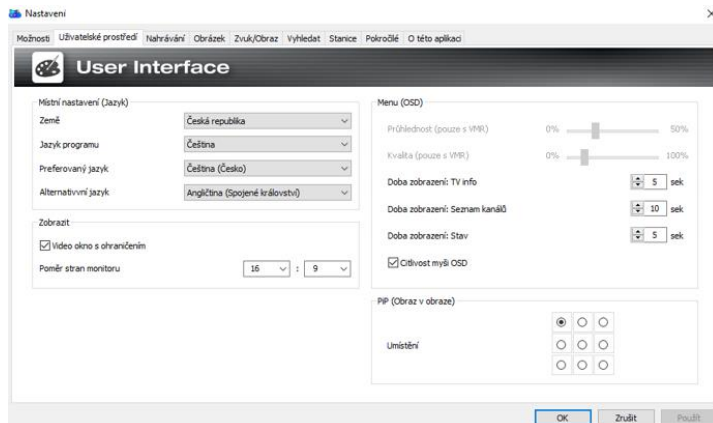 Nastavení
Možnosti Uživatelské prostředí Nahrávání Obrázek Zvuk/Obraz Vyhledat Stanice Pokročilé O této aplikaci
User Interface
Místní nastavení (Jazyk)
Země Česká republika
Jazyk programu Čeština
Preferovaný jazyk Čeština (Česko)
Alternativvní jazyk Angličtina (Spojené království)
Zobrazit
Video okno s ohraničením
Poměr stran monitoru 16 : 9
Menu (OSD)
Průhlednost (pouze s VMR) 0% 50%
Kvalita (pouze s VMR) 0% 100%
Doba zobrazení: TV info 5 sek
Doba zobrazení: Seznam kanálů 10 sek
Doba zobrazení: Stav 5 sek
Citlivost myši OSD
PiP (Obraz v obraze)
Umístění
OK Zrušit Použít